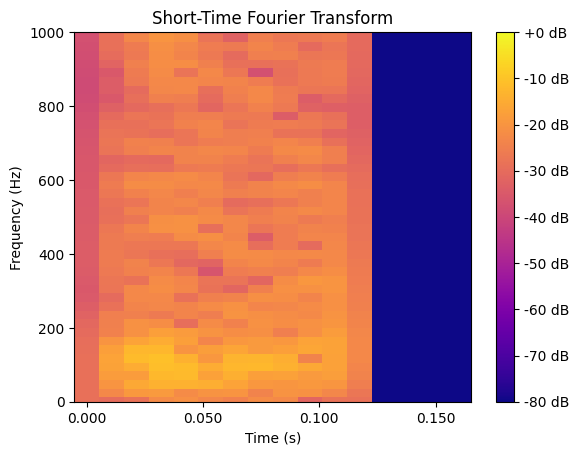 Short-Time Fourier Transform
1000
800
600
400
200
0
Frequency (Hz)
0.000
0.050
0.100
0.150
Time (s)
+0 dB
-10 dB
-20 dB
-30 dB
-40 dB
-50 dB
-60 dB
-70 dB
-80 dB